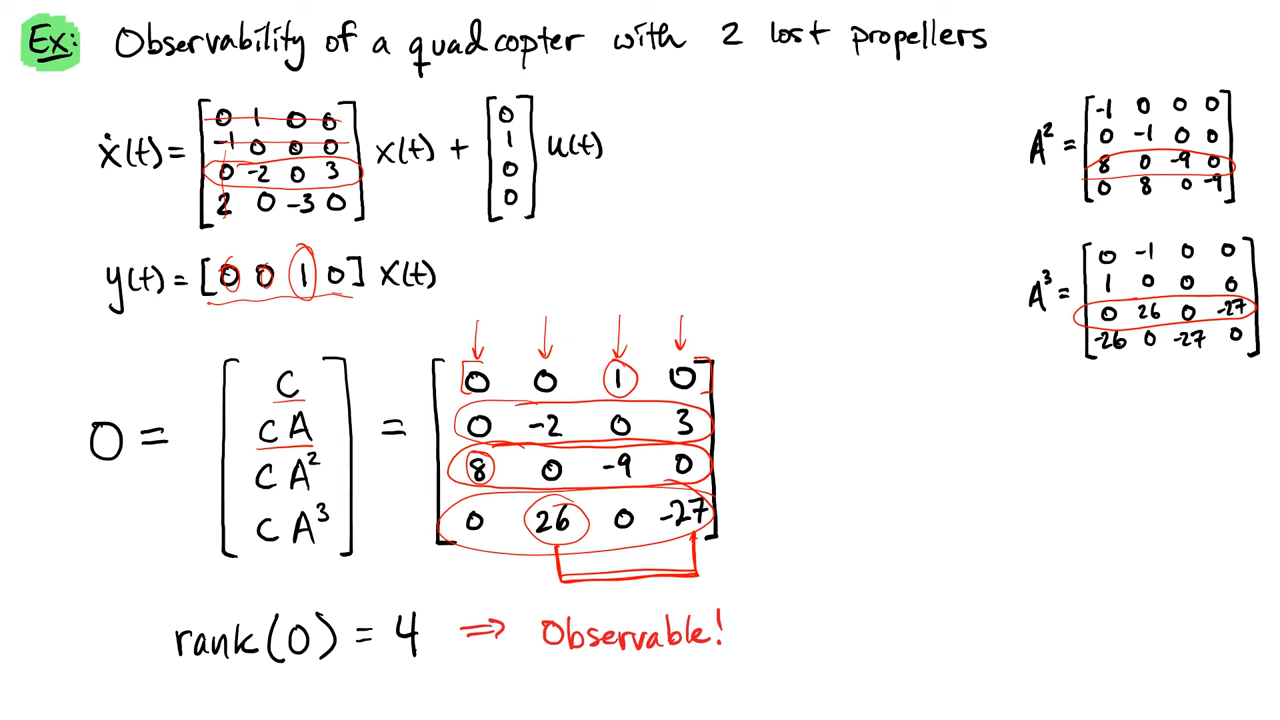 Ex: Observability of a quadcopter with 2 lost propellers
ẋ(t) = [0 1 0 0; -1 0 0 0; 0 -2 0 3; 2 0 -3 0] x(t) + [0; 1; 0; 0] u(t)
y(t) = [0 0 1 0] x(t)
O = [C; CA; CA²; CA³] = [0 0 1 0; 0 -2 0 3; 8 0 -9 0; 0 26 0 -27]
rank(O) = 4 ⇒ Observable!
A² = [-1 0 0 0; 0 -1 0 0; 8 0 -9 0; 0 8 0 -9]
A³ = [0 -1 0 0; 1 0 0 0; 0 26 0 -27; -26 0 -27 0]